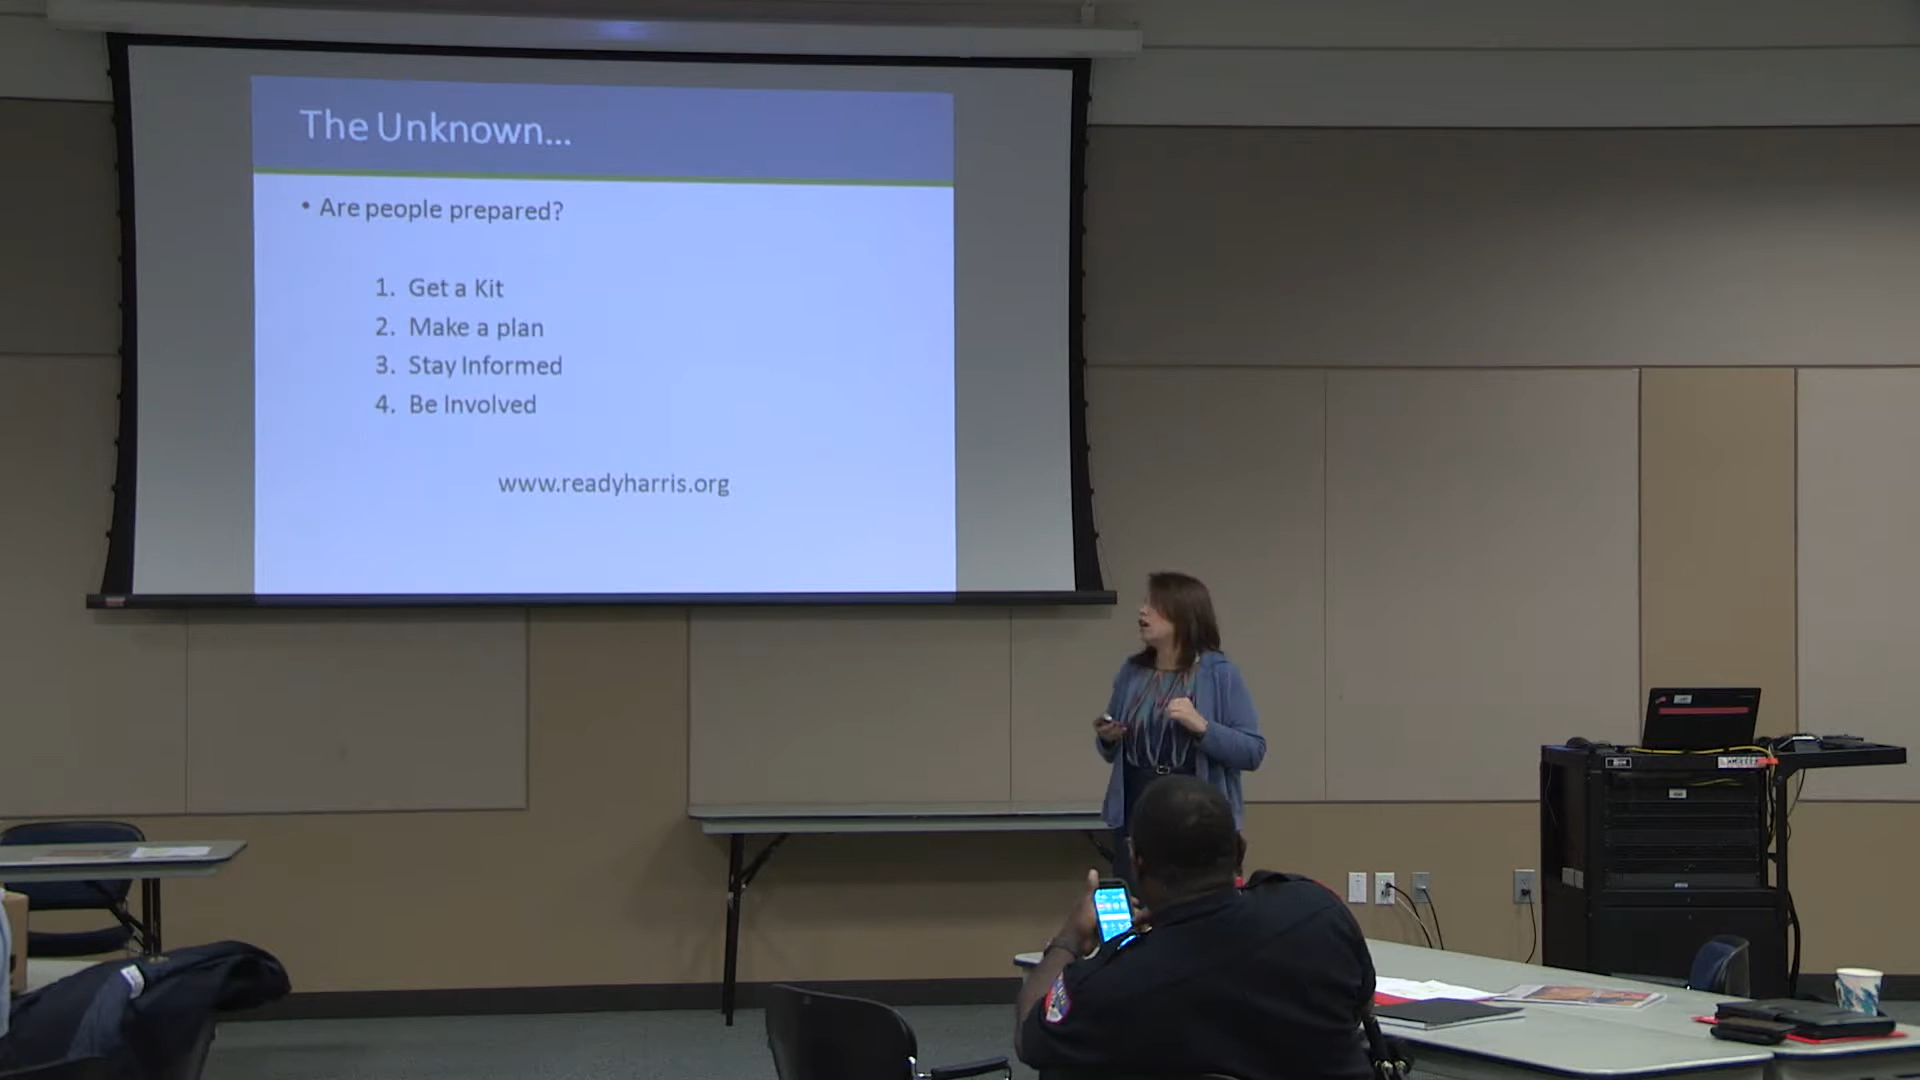 The Unknown...
• Are people prepared?
1. Get a Kit
2. Make a plan
3. Stay Informed
4. Be Involved
www.readyharris.org